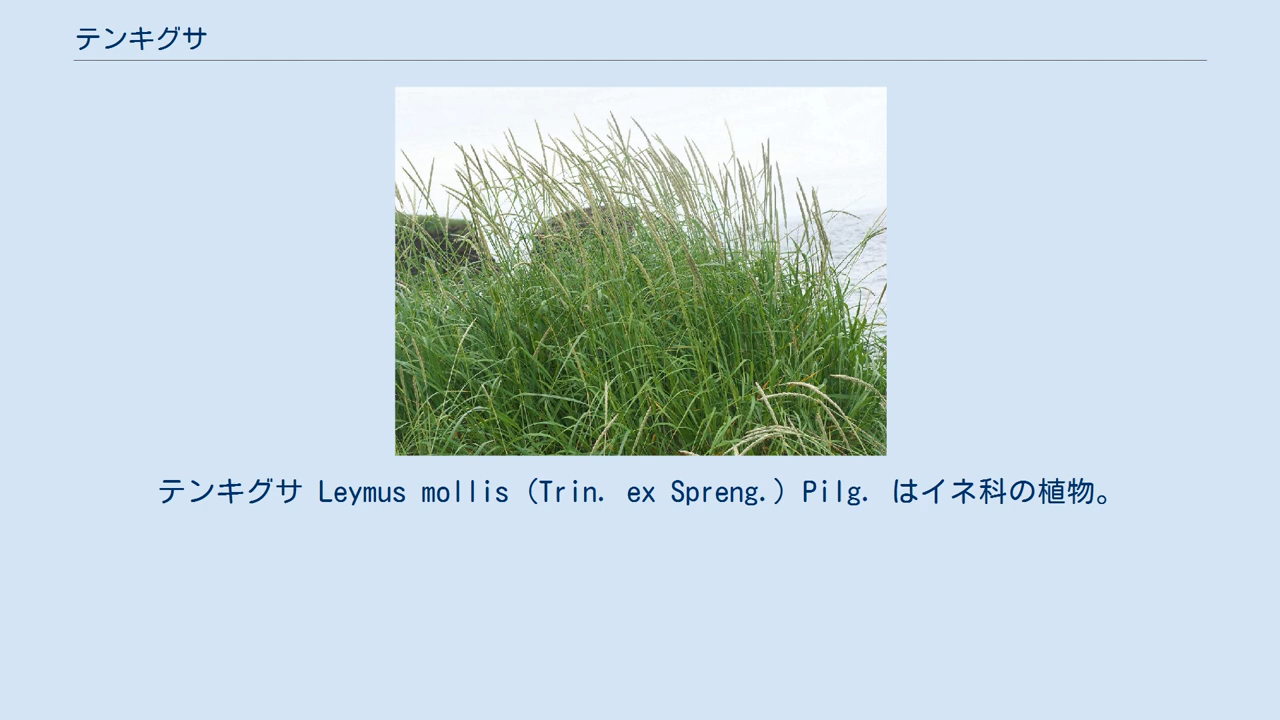 テンキグサ
テンキグサ Leymus mollis (Trin. ex Spreng.) Pilg. はイネ科の植物。